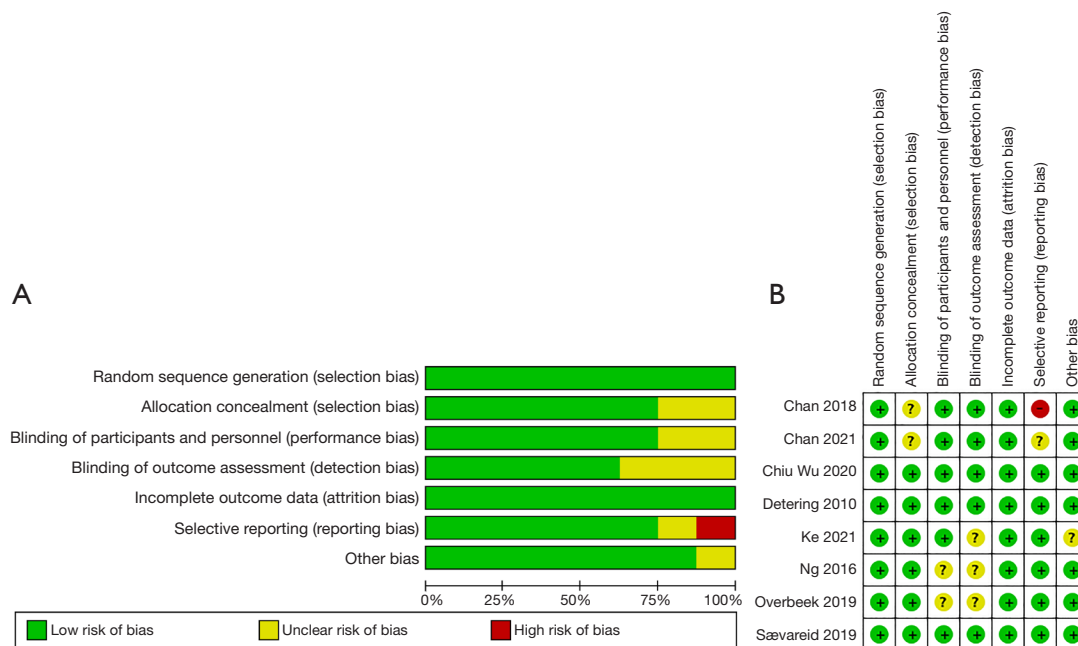 A
Random sequence generation (selection bias)
Allocation concealment (selection bias)
Blinding of participants and personnel (performance bias)
Blinding of outcome assessment (detection bias)
Incomplete outcome data (attrition bias)
Selective reporting (reporting bias)
Other bias
0% 25% 50% 75% 100%
Low risk of bias Unclear risk of bias High risk of bias
B
Random sequence generation (selection bias)
Allocation concealment (selection bias)
Blinding of participants and personnel (performance bias)
Blinding of outcome assessment (detection bias)
Incomplete outcome data (attrition bias)
Selective reporting (reporting bias)
Other bias
Chan 2018 + ? + + + − +
Chan 2021 + ? + + + ? +
Chiu Wu 2020 + + + + + + +
Detering 2010 + + + + + + +
Ke 2021 + + + ? + + ?
Ng 2016 + + ? ? + + +
Overbeek 2019 + + ? ? + + +
Sævareid 2019 + + + + + + +